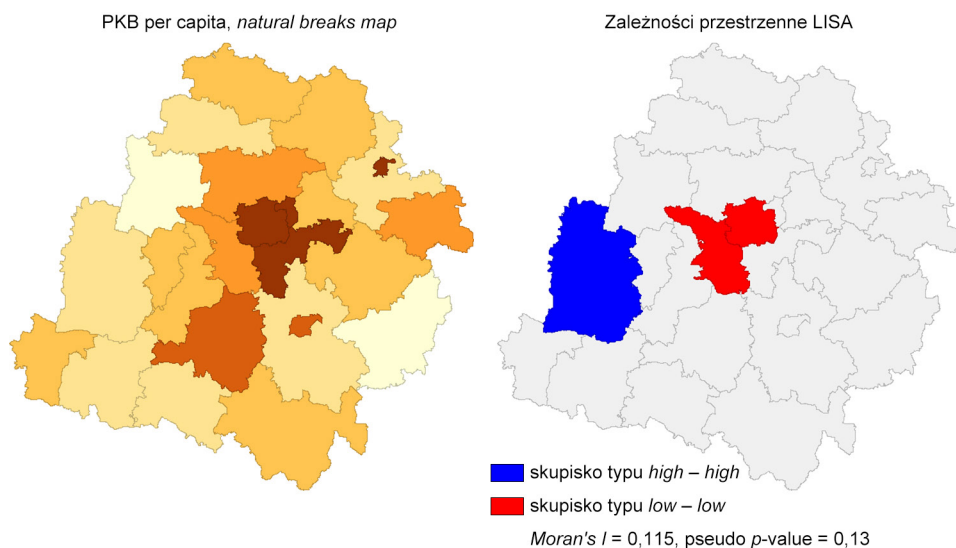 PKB per capita, natural breaks map
Zależności przestrzenne LISA
skupisko typu high – high
skupisko typu low – low
Moran's I = 0,115, pseudo p-value = 0,13